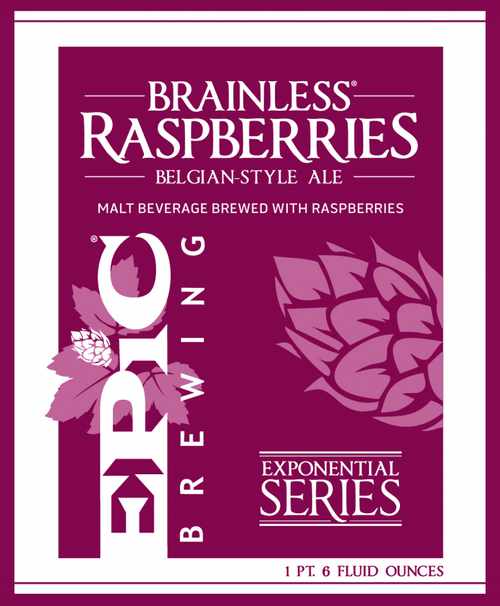 BRAINLESS®
RASPBERRIES
BELGIAN-STYLE ALE
MALT BEVERAGE BREWED WITH RASPBERRIES
EPIC®
BREWING
EXPONENTIAL
SERIES
1 PT. 6 FLUID OUNCES